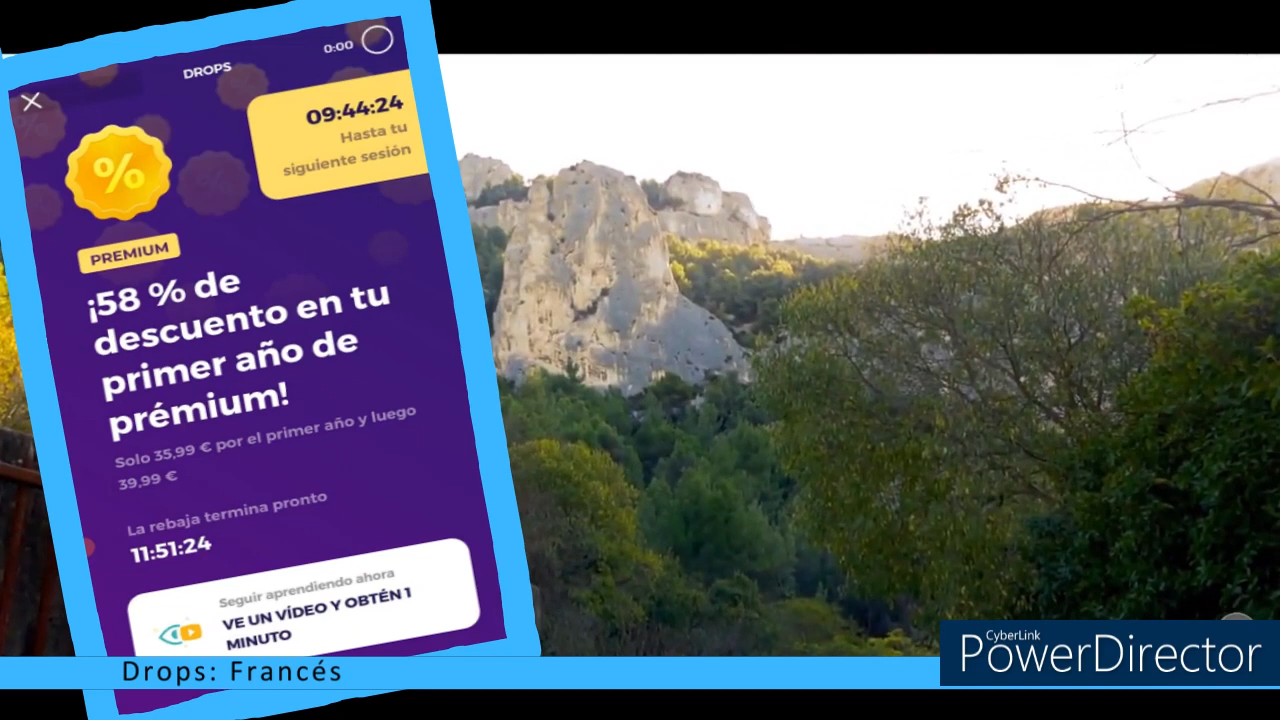 0:00
DROPS
09:44:24
Hasta tu
siguiente sesión
%
PREMIUM
¡58 % de
descuento en tu
primer año de
prémium!
Solo 35,99 € por el primer año y luego
39,99 €
La rebaja termina pronto
11:51:24
Seguir aprendiendo ahora
VE UN VÍDEO Y OBTÉN 1
MINUTO
Drops: Francés
CyberLink
PowerDirector